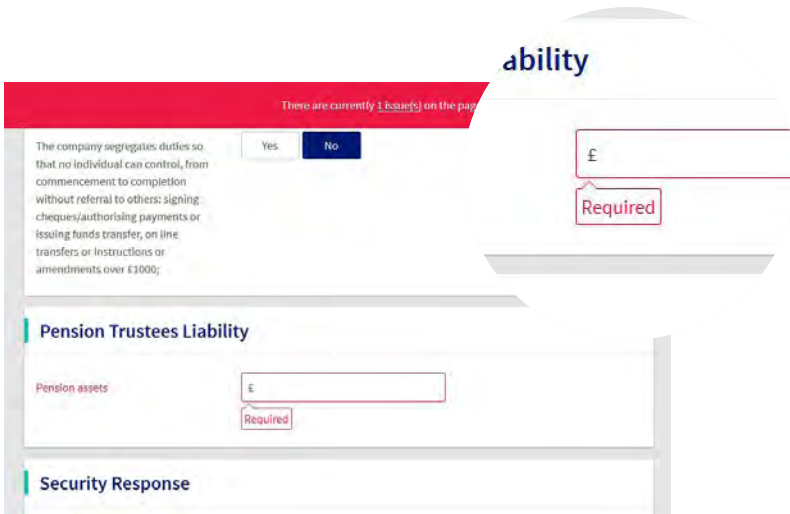 ability
There are currently 1 issue(s) on the pag
The company segregates duties so
that no individual can control, from
commencement to completion
without referral to others: signing
cheques/authorising payments or
issuing funds transfer, on line
transfers or instructions or
amendments over £1000;
Yes No
£
Required
Pension Trustees Liability
Pension assets £
Required
Security Response